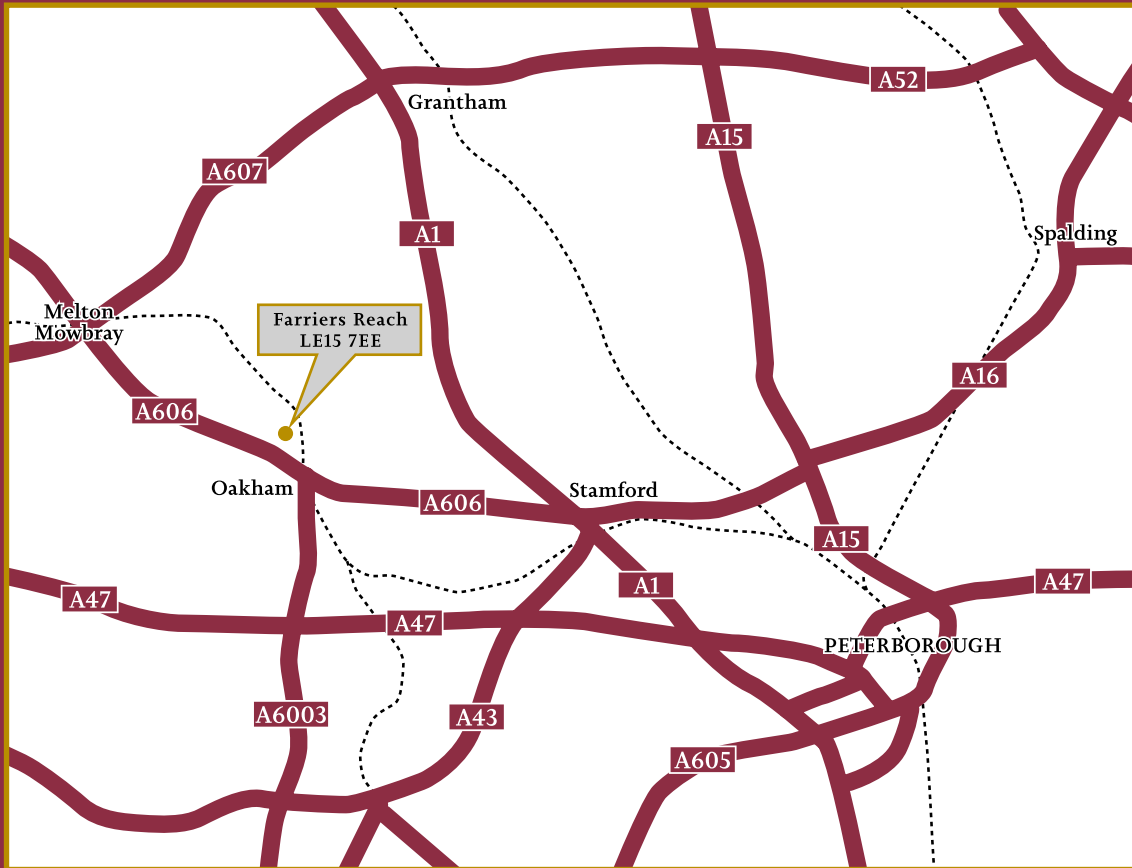 A52
Grantham
A15
A607
A1
Spalding
Melton
Mowbray
Farriers Reach
LE15 7EE
A16
A606
Oakham
A606
Stamford
A15
A1
A47
A47
A47
PETERBOROUGH
A6003
A43
A605